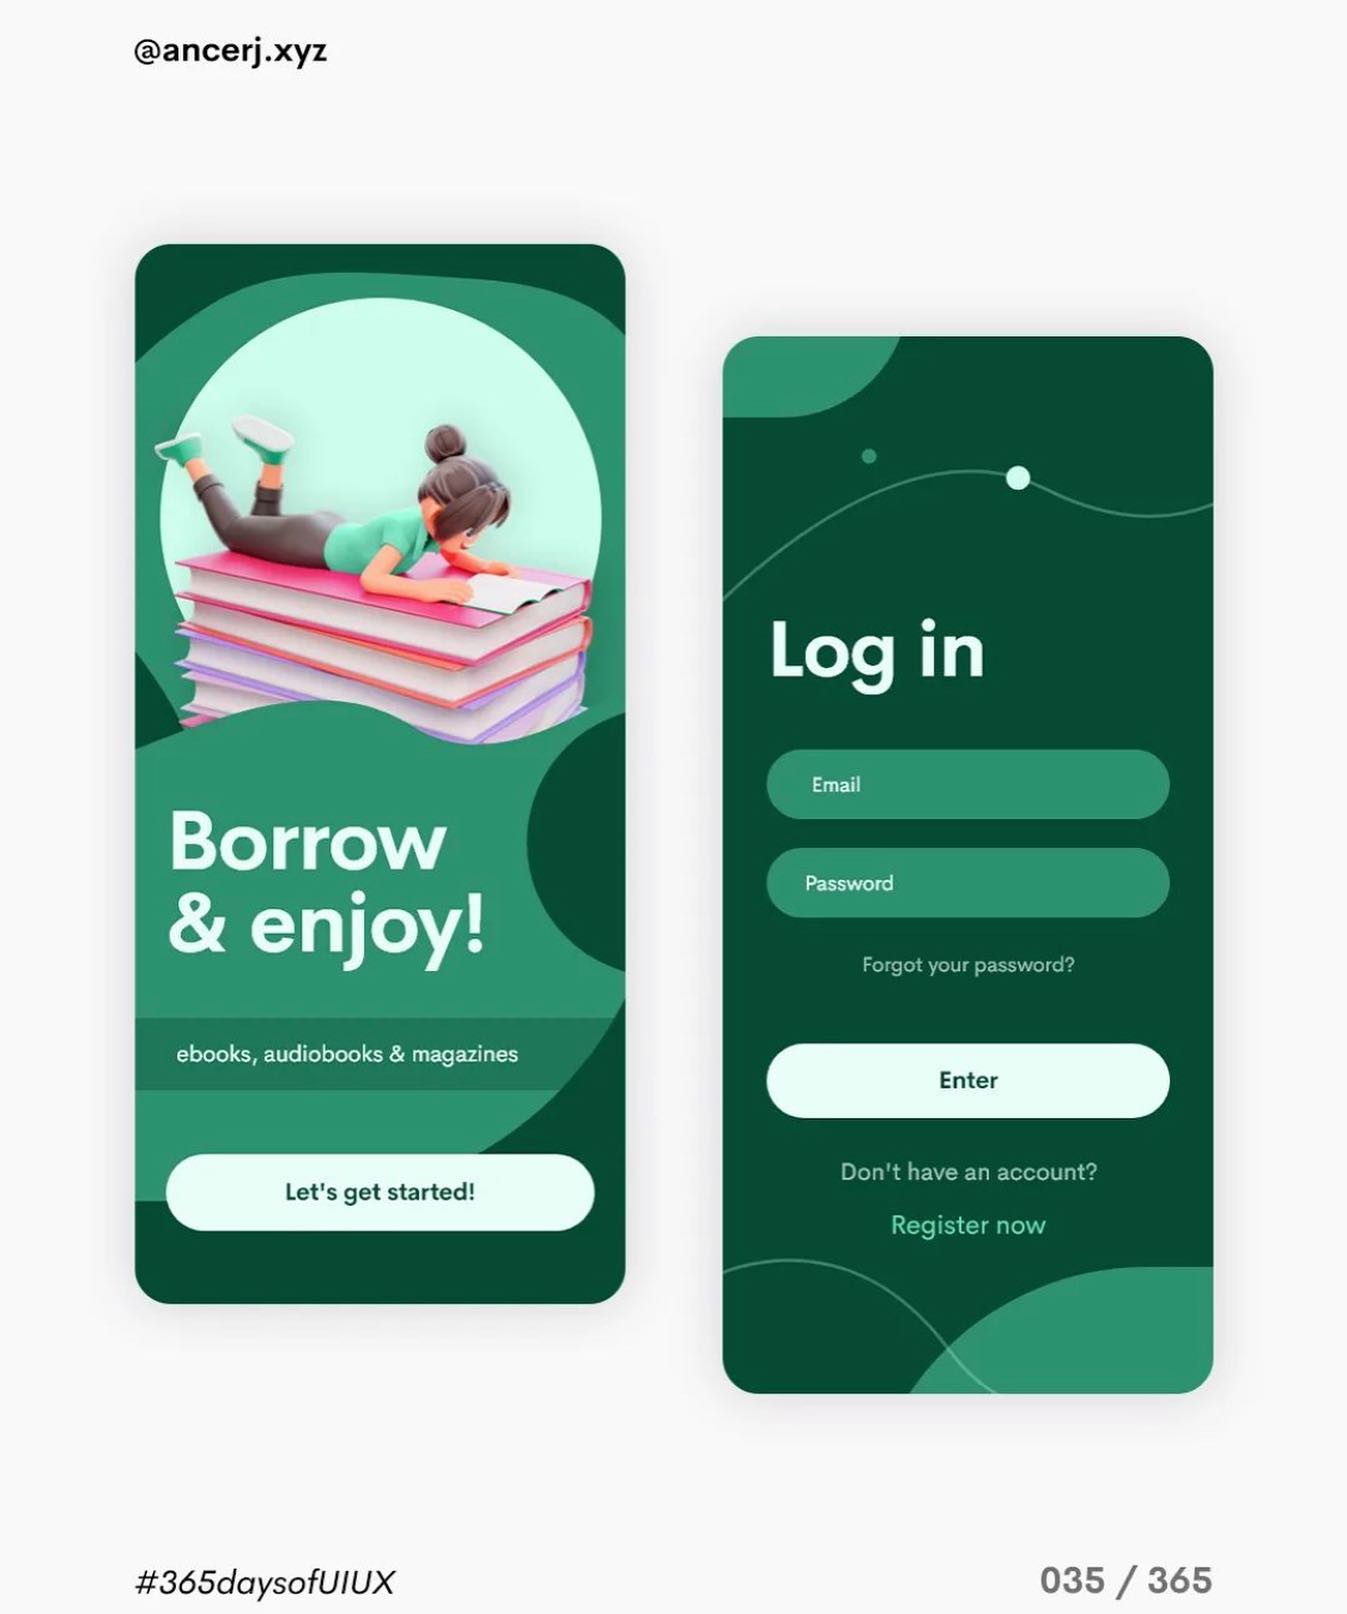 @ancerj.xyz
Borrow
& enjoy!
ebooks, audiobooks & magazines
Let's get started!
Log in
Email
Password
Forgot your password?
Enter
Don't have an account?
Register now
#365daysofUIUX
035 / 365